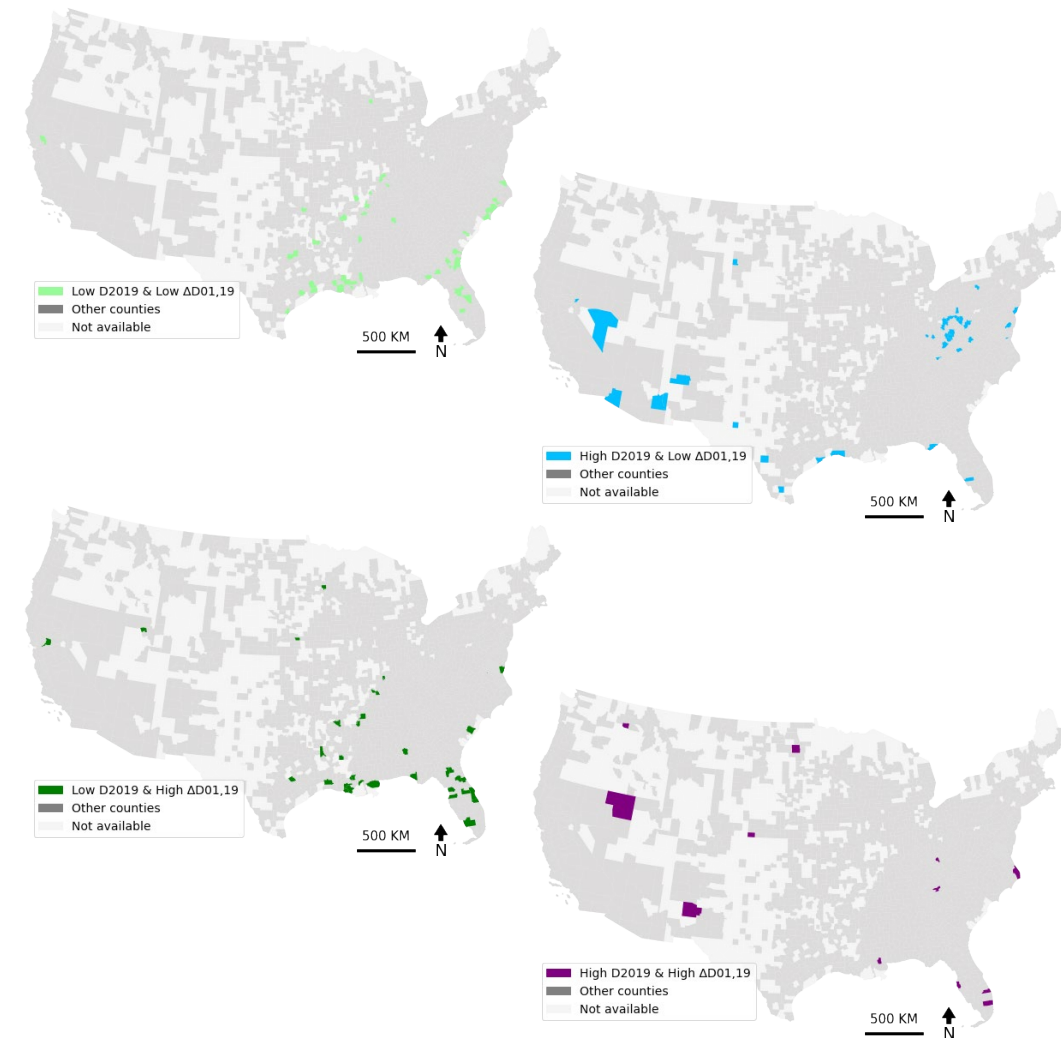 Low D2019 & Low ΔD01,19
Other counties
Not available
500 KM
N
High D2019 & Low ΔD01,19
Other counties
Not available
500 KM
N
Low D2019 & High ΔD01,19
Other counties
Not available
500 KM
N
High D2019 & High ΔD01,19
Other counties
Not available
500 KM
N